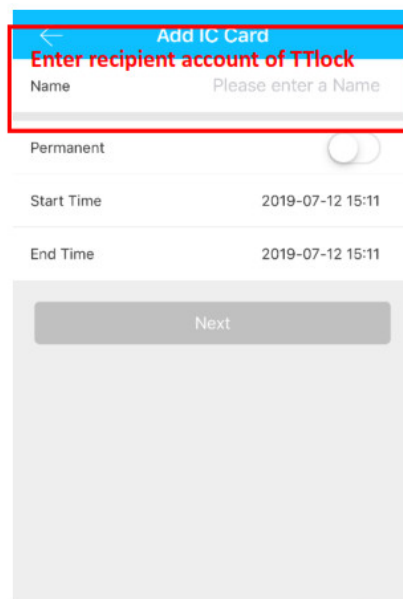 Add IC Card
Enter recipient account of TTlock
Name Please enter a Name
Permanent
Start Time 2019-07-12 15:11
End Time 2019-07-12 15:11
Next